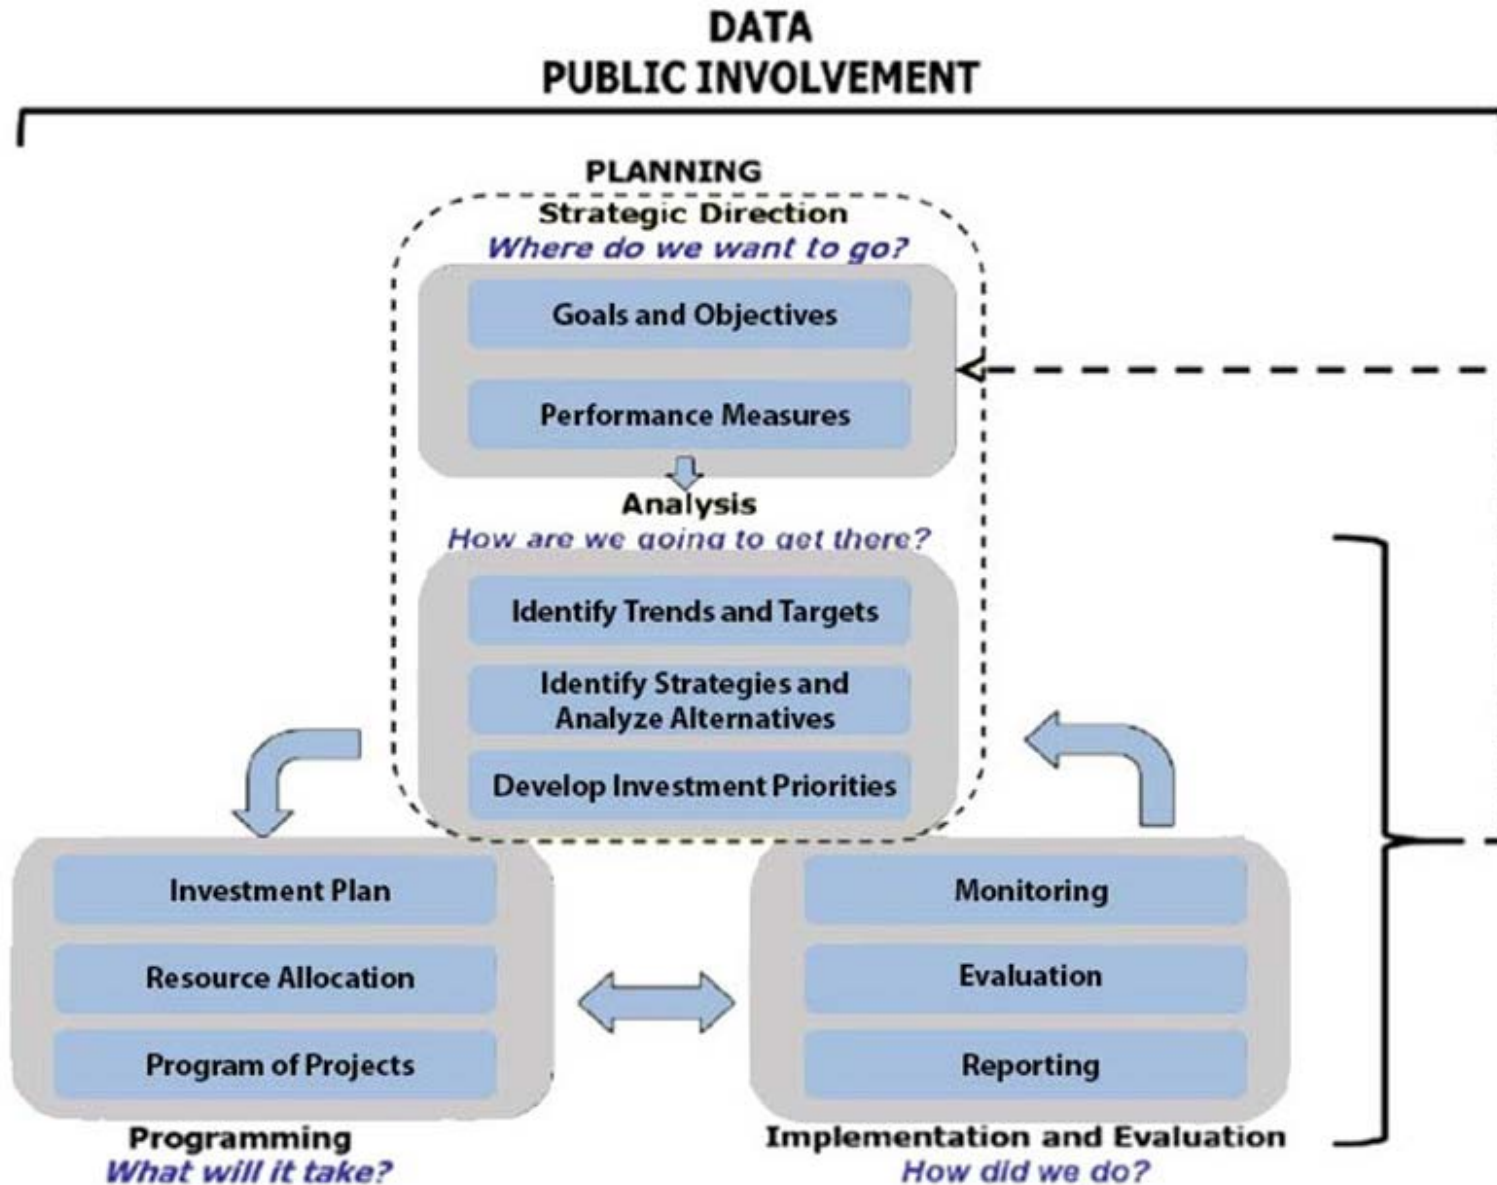 DATA
PUBLIC INVOLVEMENT
PLANNING
Strategic Direction
Where do we want to go?
Goals and Objectives
Performance Measures
Analysis
How are we going to get there?
Identify Trends and Targets
Identify Strategies and
Analyze Alternatives
Develop Investment Priorities
Investment Plan
Resource Allocation
Program of Projects
Programming
What will it take?
Monitoring
Evaluation
Reporting
Implementation and Evaluation
How did we do?